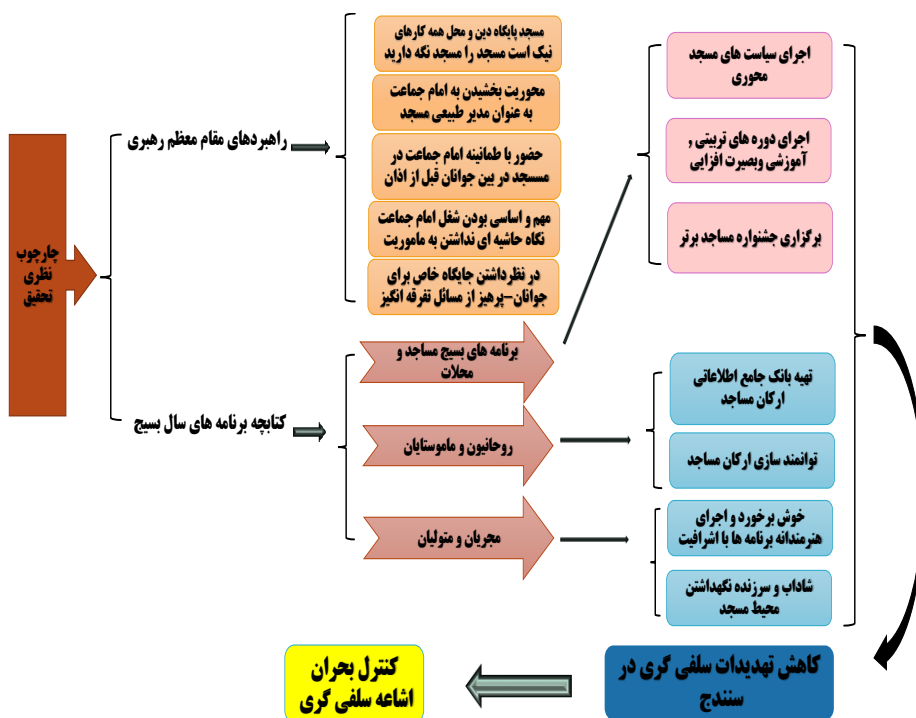 چارچوب
نظری
تحقیق
راهبردهای مقام معظم رهبری
مسجد پایگاه دین و محل همه کارهای
نیک است مسجد را مسجد نگه دارید
محوریت بخشیدن به امام جماعت
به عنوان مدیر طبیعی مسجد
حضور با طمانینه امام جماعت در
مسسجد در بین جوانان قبل از اذان
مهم و اساسی بودن شغل امام جماعت
نگاه حاشیه ای نداشتن به ماموریت
در نظرداشتن جایگاه خاص برای
جوانان-پرهیز از مسائل تفرقه انگیز
کتابچه برنامه های سال بسیج
برنامه های بسیج مساجد و
محلات
روحانیون و ماموستایان
مجریان و متولیان
اجرای سیاست های مسجد
محوری
اجرای دوره های تربیتی ,
آموزشی وبصیرت افزایی
برگزاری جشنواره مساجد برتر
تهیه بانک جامع اطلاعاتی
ارکان مساجد
توانمند سازی ارکان مساجد
خوش برخورد و اجرای
هنرمندانه برنامه ها با اشرافیت
شاداب و سرزنده نگهداشتن
محیط مسجد
کاهش تهدیدات سلفی گری در
سنندج
کنترل بحران
اشاعه سلفی گری